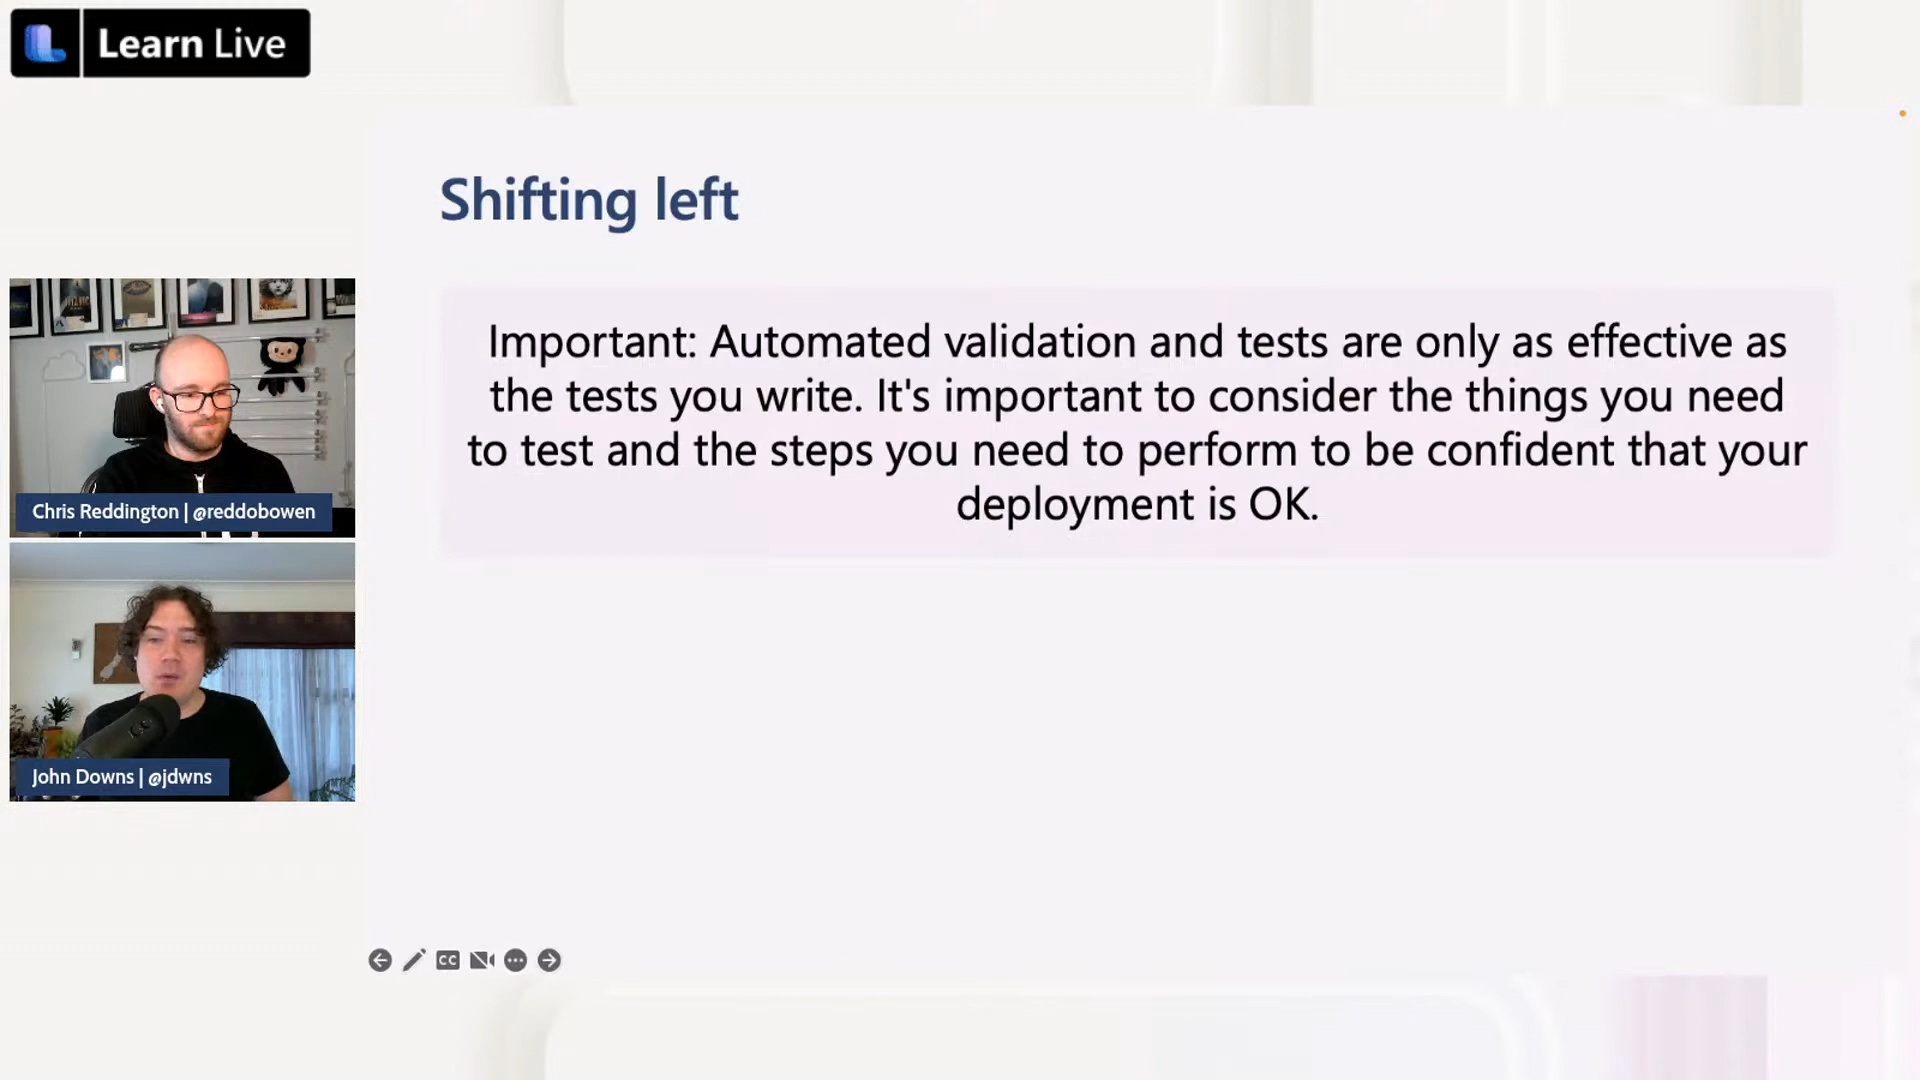 Learn Live
Shifting left
Important: Automated validation and tests are only as effective as
the tests you write. It's important to consider the things you need
to test and the steps you need to perform to be confident that your
deployment is OK.
Chris Reddington | @reddobowen
John Downs | @jdwns
CC